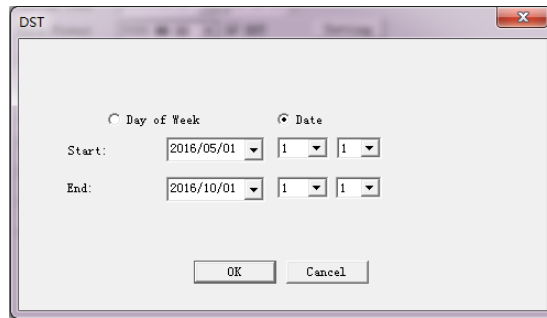 DST
Day of Week Date
Start: 2016/05/01 1 1
End: 2016/10/01 1 1
OK Cancel